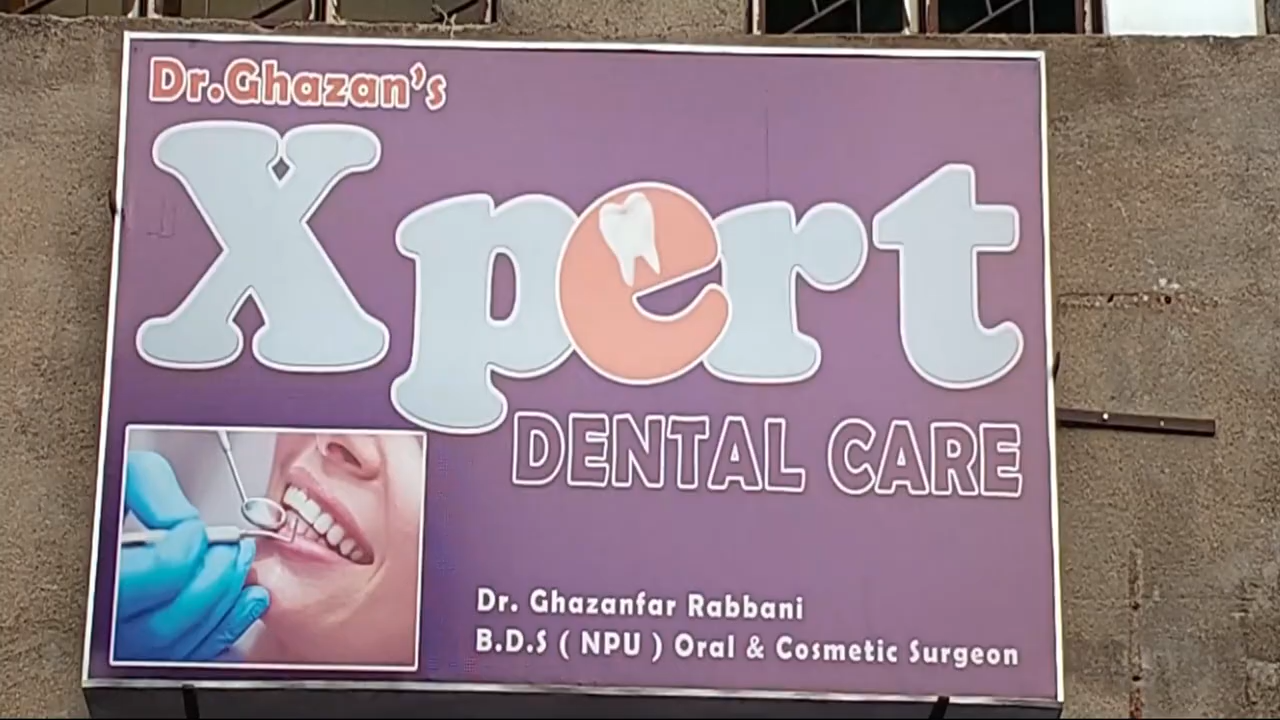 Dr.Ghazan's
Xpert
DENTAL CARE
Dr. Ghazanfar Rabbani
B.D.S ( NPU ) Oral & Cosmetic Surgeon